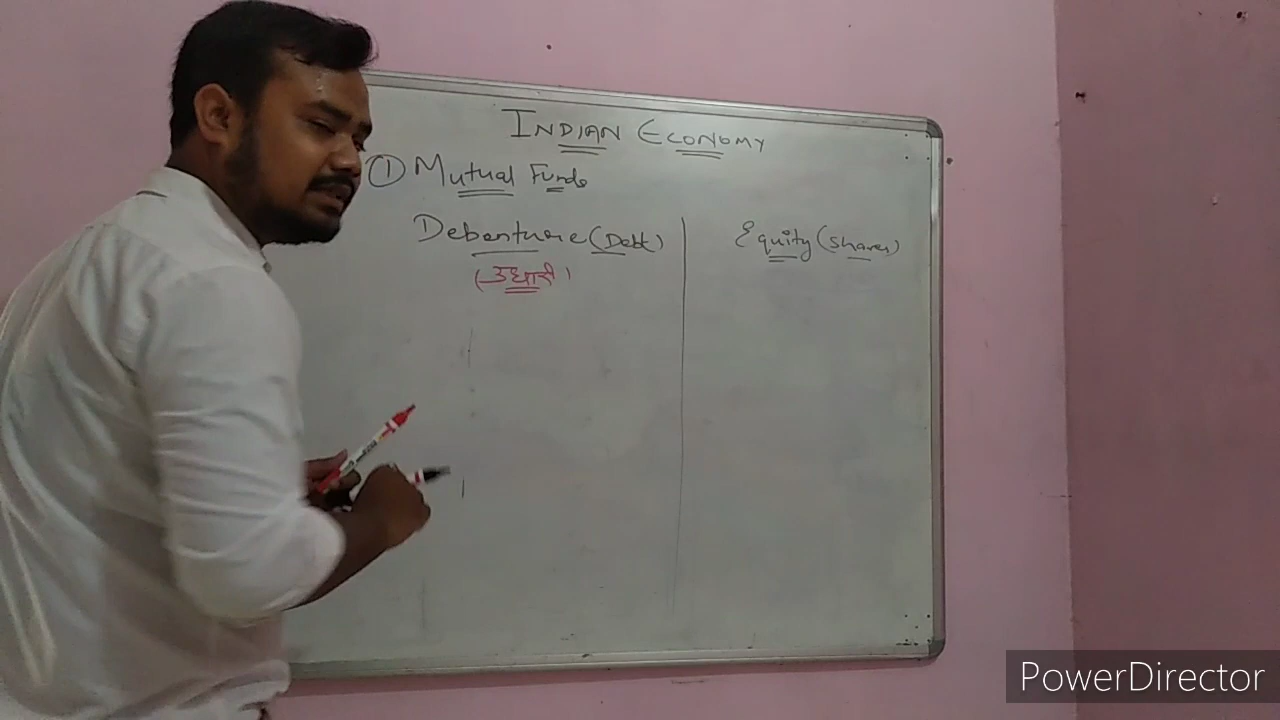 INDIAN ECONOMY
① Mutual Funds
Debenture (Debt)
(उधारी)
Equity (shares)
PowerDirector